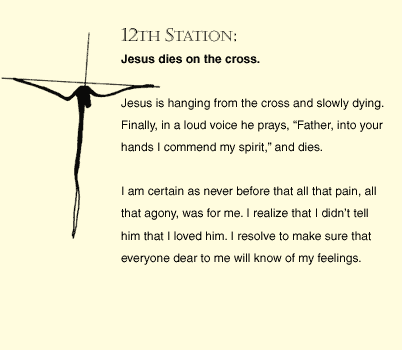 12TH STATION:
Jesus dies on the cross.
Jesus is hanging from the cross and slowly dying.
Finally, in a loud voice he prays, “Father, into your
hands I commend my spirit,” and dies.
I am certain as never before that all that pain, all
that agony, was for me. I realize that I didn’t tell
him that I loved him. I resolve to make sure that
everyone dear to me will know of my feelings.